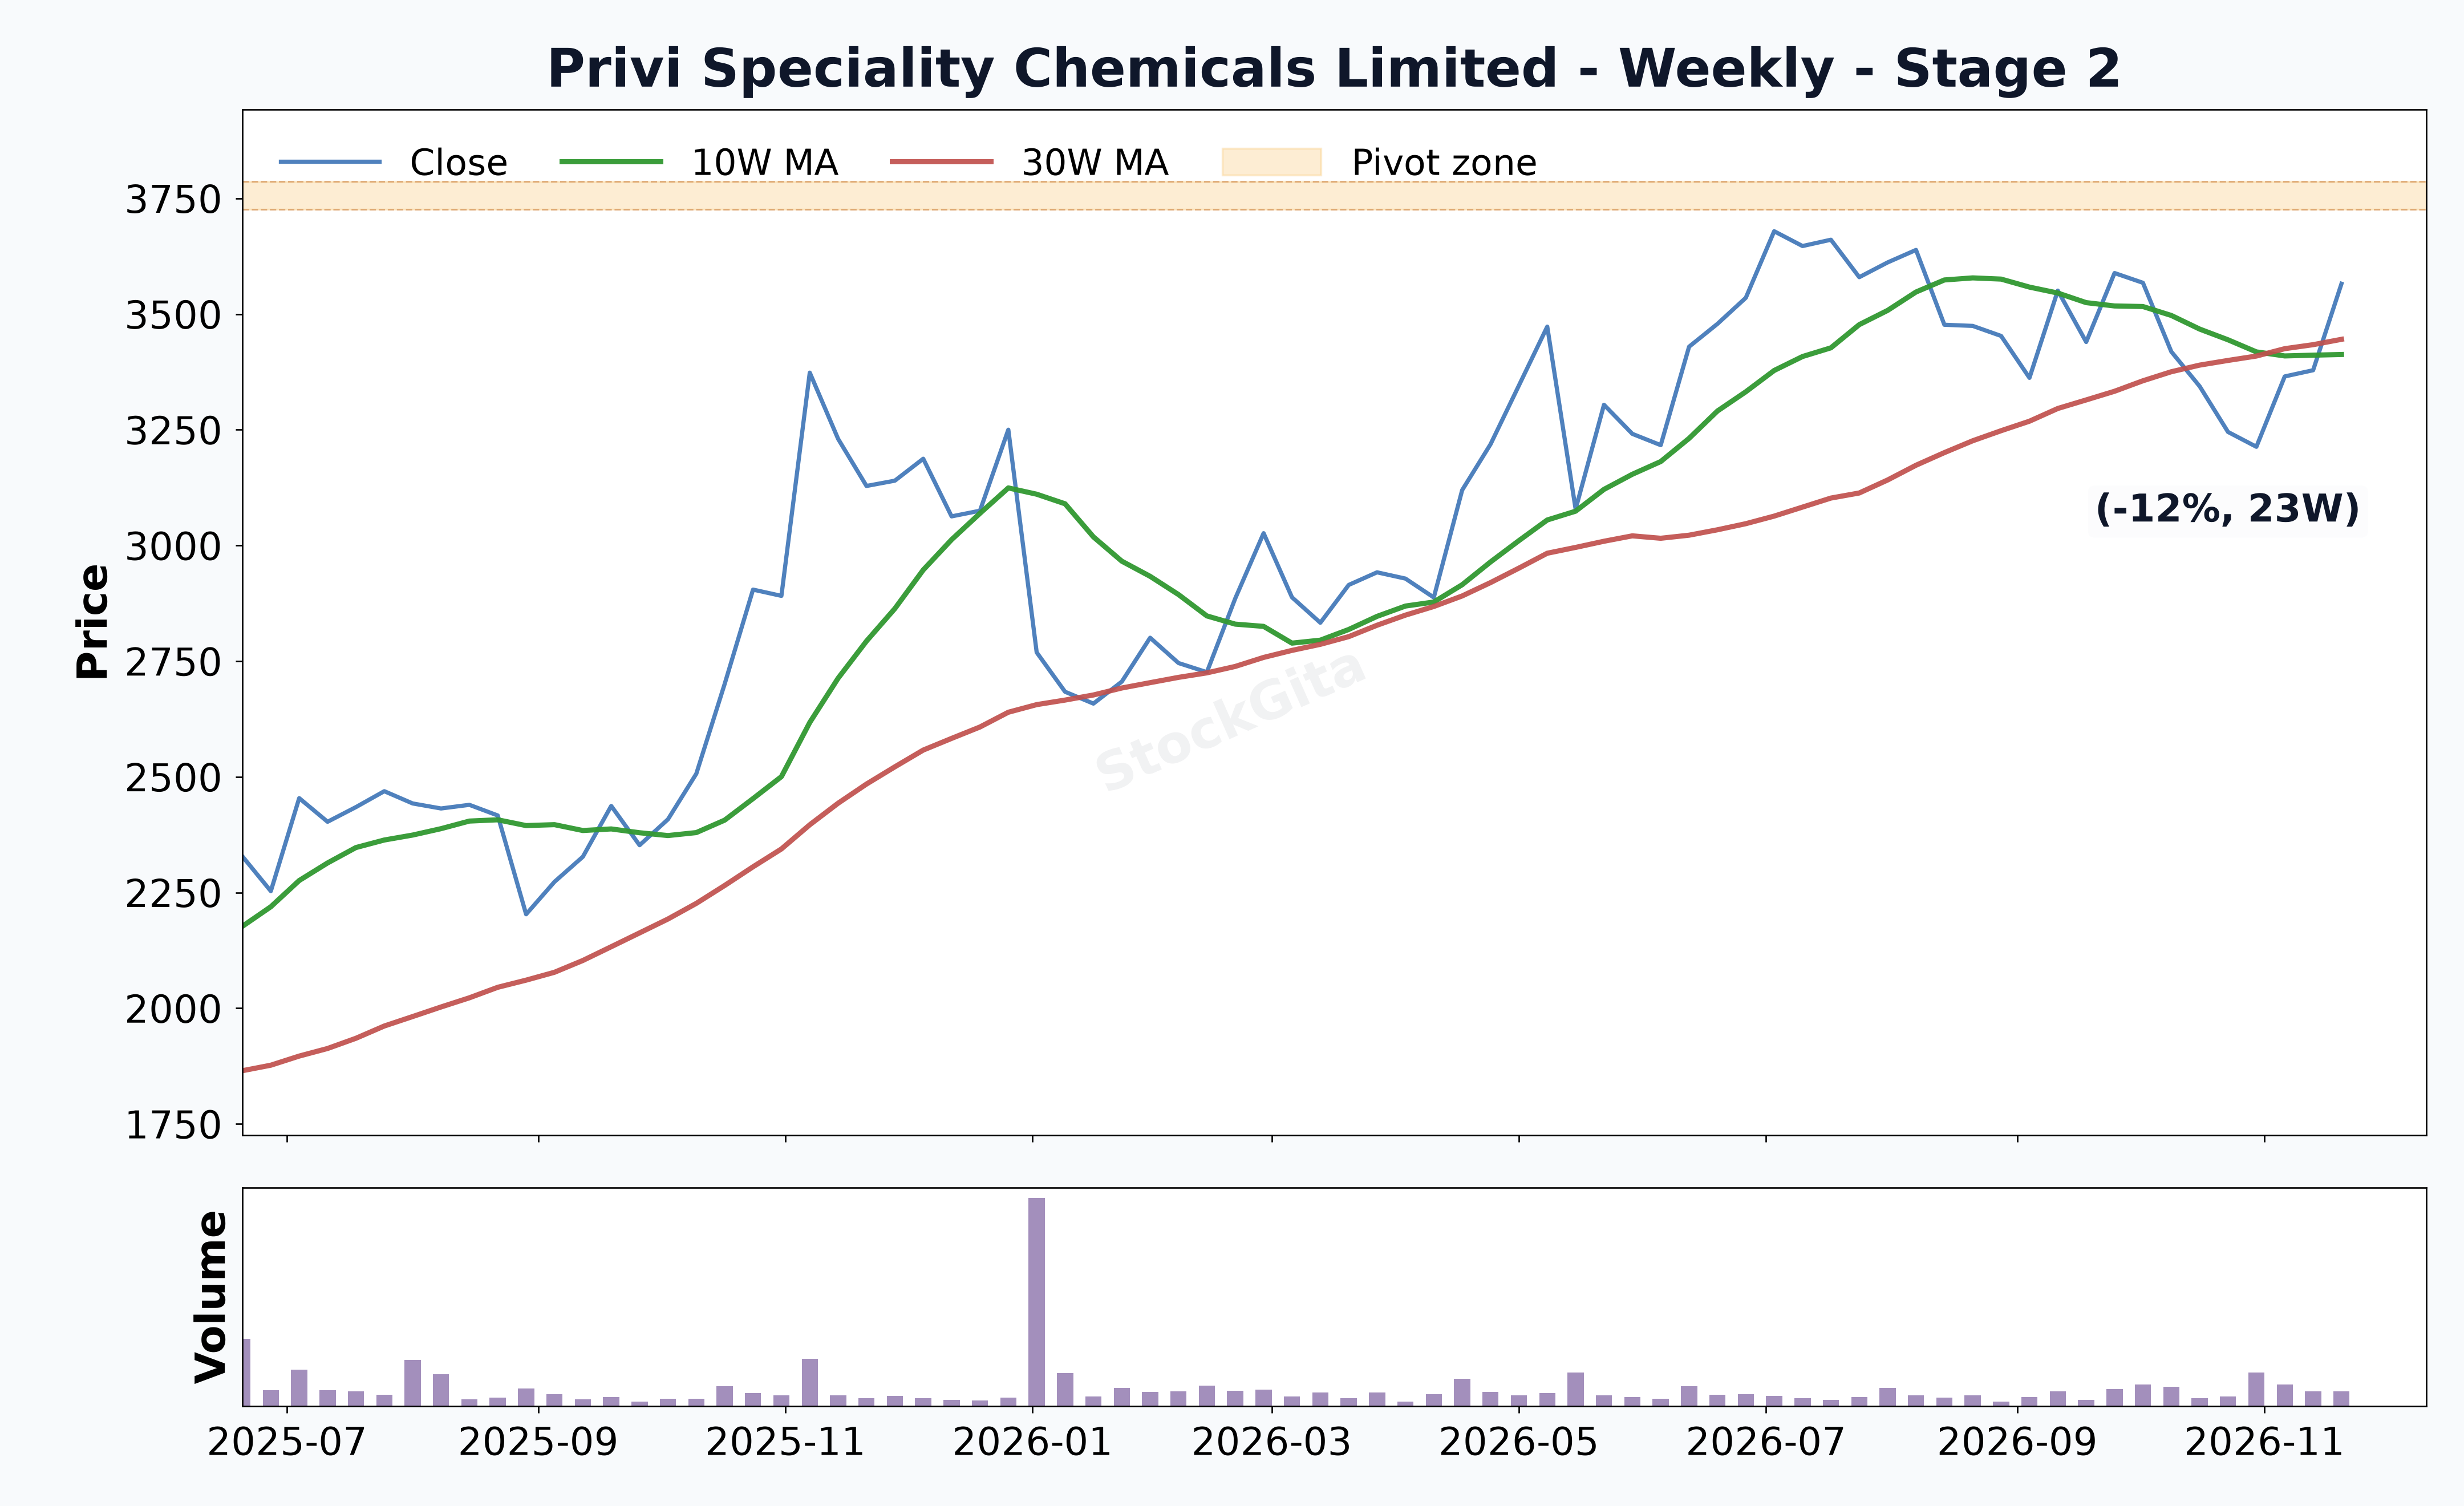 Privi Speciality Chemicals Limited - Weekly - Stage 2
Close 10W MA 30W MA Pivot zone
3750
3500
3250
3000
2750
2500
2250
2000
1750
Price
(-12%, 23W)
StockGita
Volume
2025-07 2025-09 2025-11 2026-01 2026-03 2026-05 2026-07 2026-09 2026-11